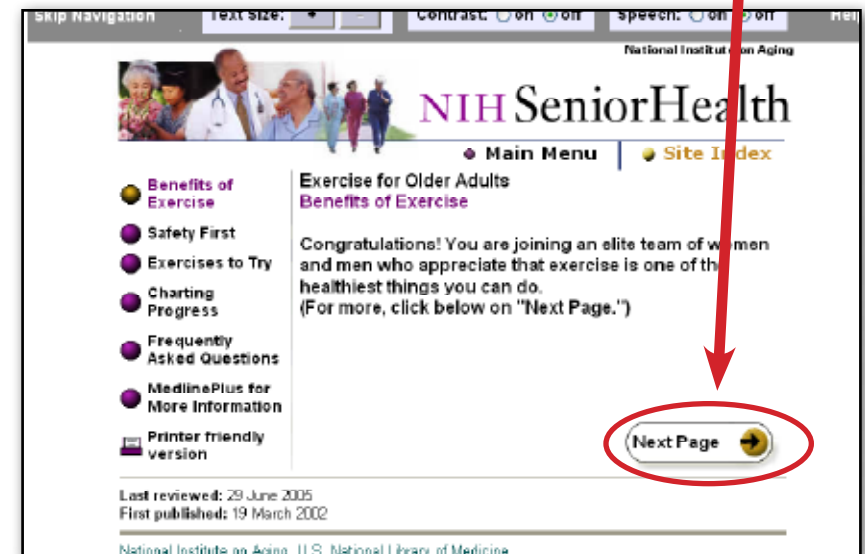 Skip Navigation Text Size: + - Contrast: on off Speech: on off Help
National Institute on Aging
NIH SeniorHealth
Main Menu Site Index
Benefits of
Exercise
Safety First
Exercises to Try
Charting
Progress
Frequently
Asked Questions
MedlinePlus for
More Information
Printer friendly
version
Exercise for Older Adults
Benefits of Exercise
Congratulations! You are joining an elite team of women
and men who appreciate that exercise is one of the
healthiest things you can do.
(For more, click below on "Next Page.")
Next Page
Last reviewed: 29 June 2005
First published: 19 March 2002
National Institute on Aging U.S. National Library of Medicine